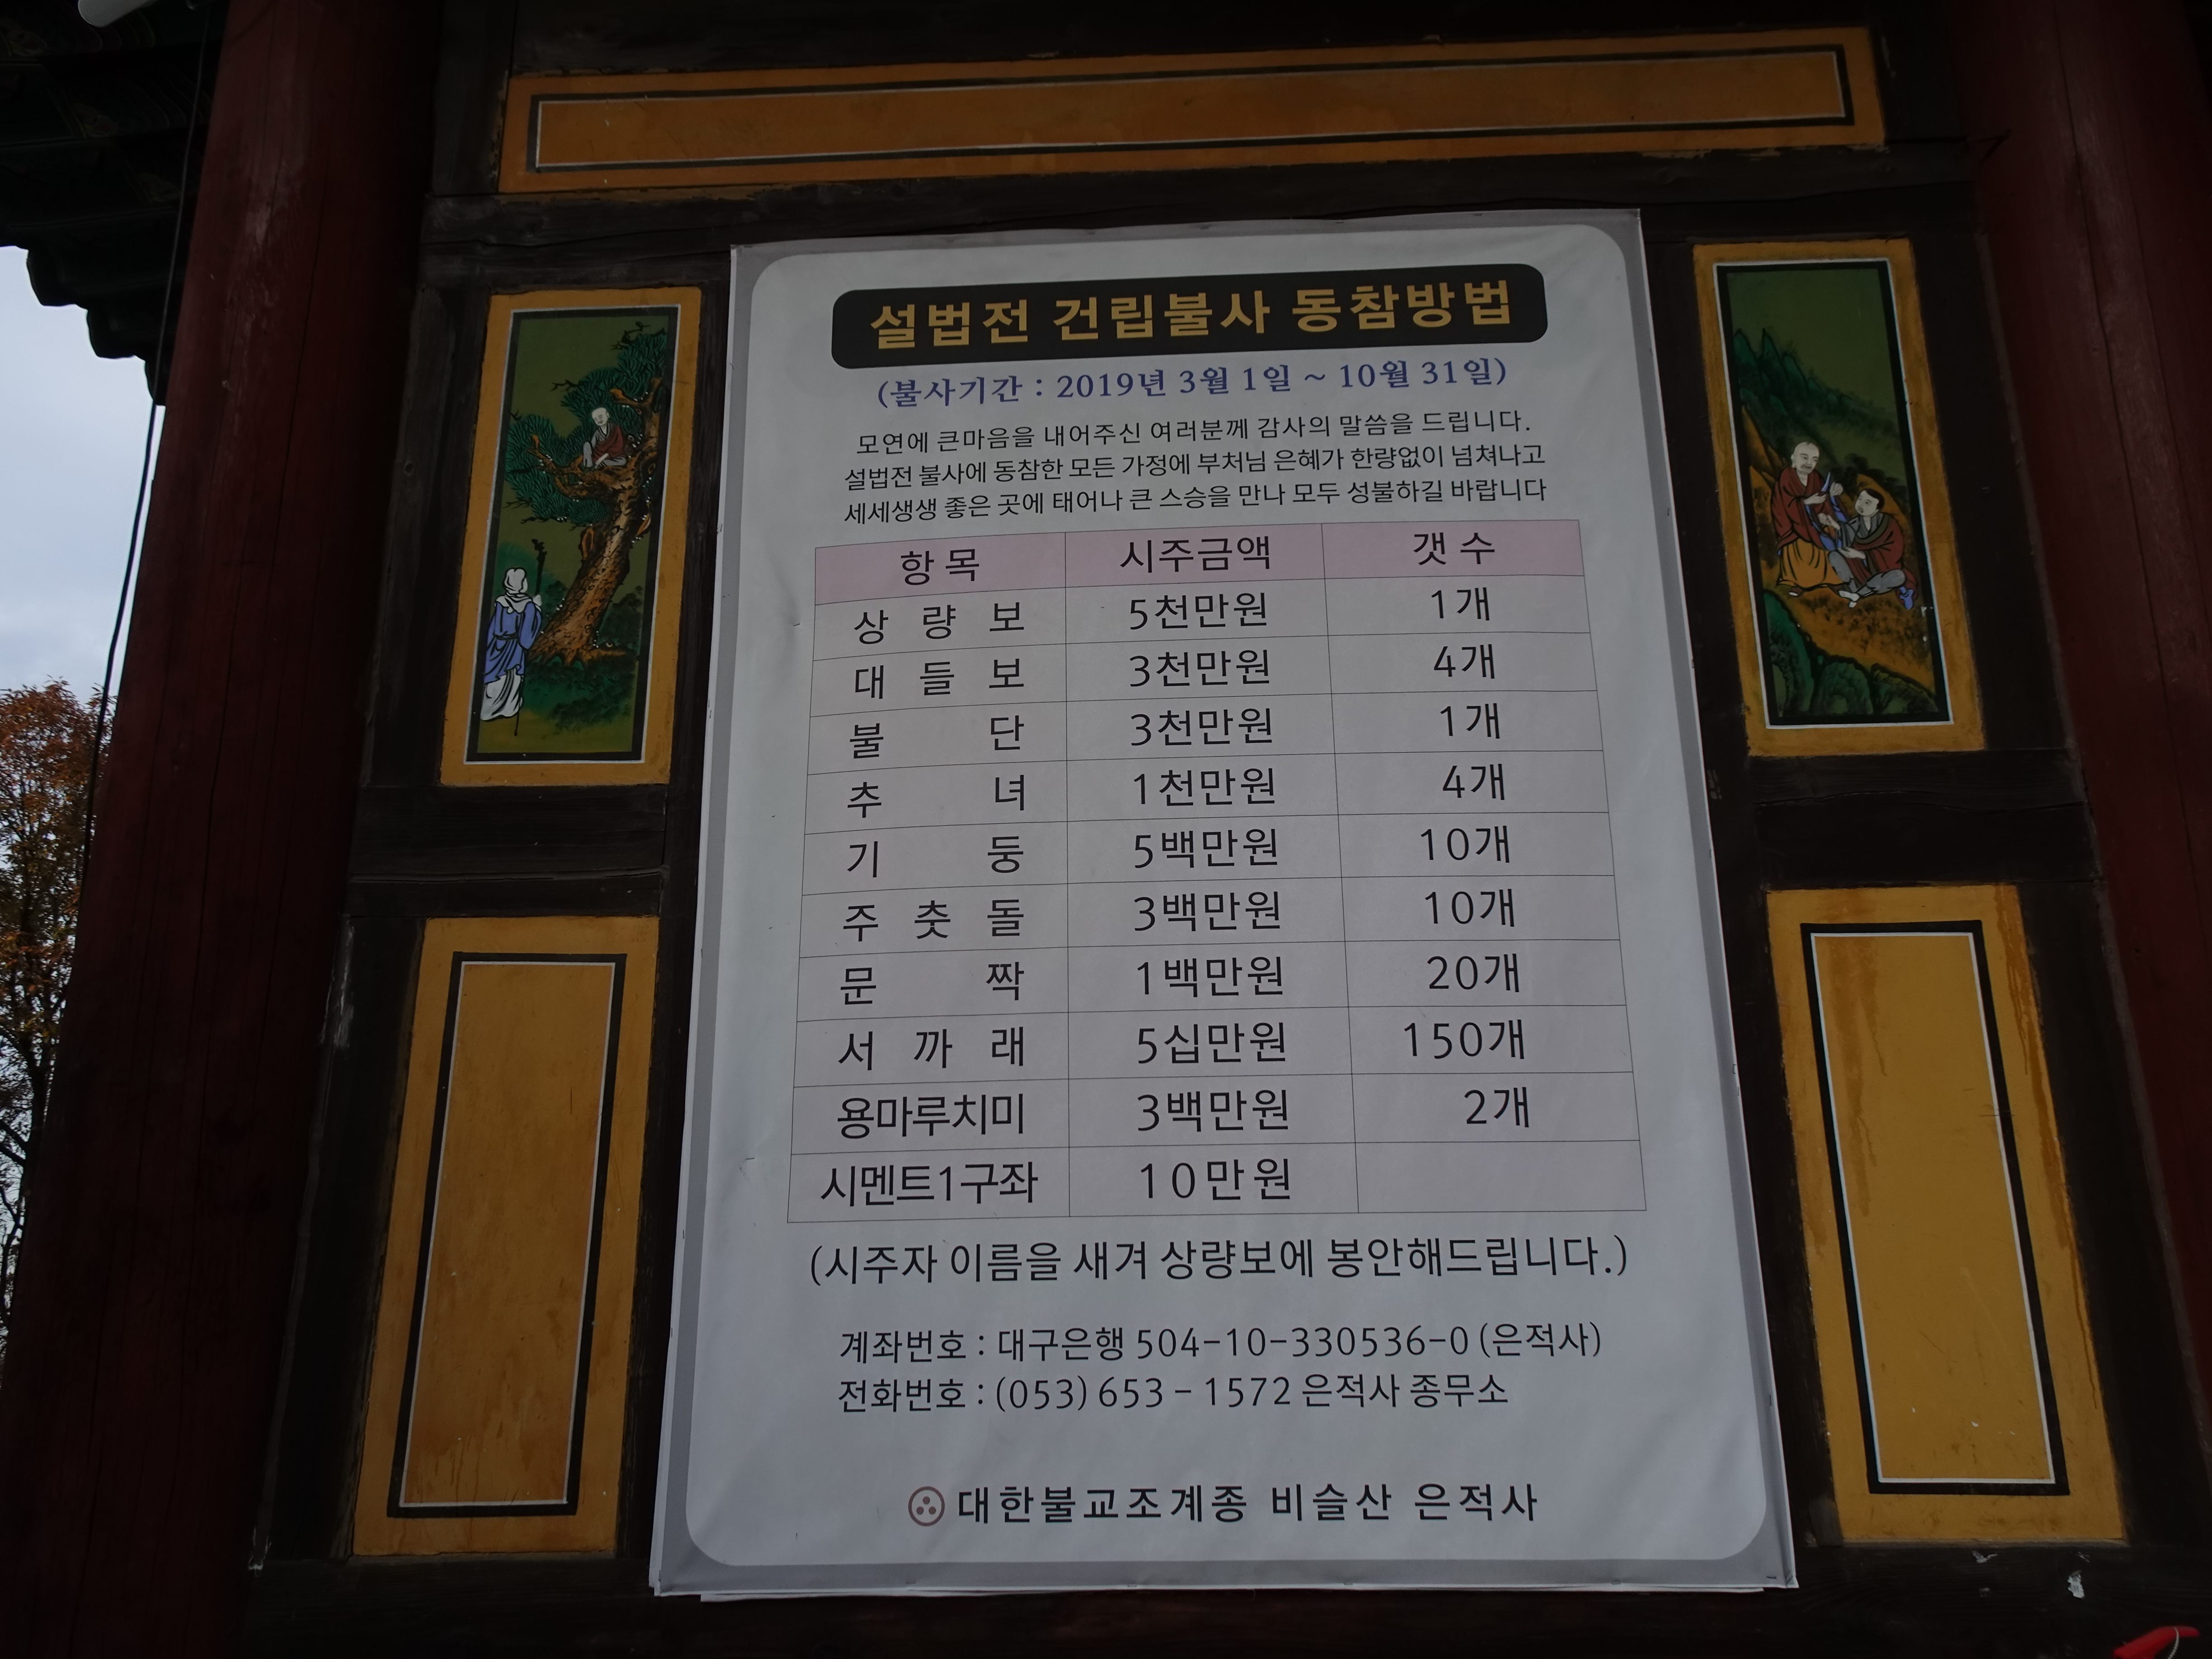 설법전 건립불사 동참방법
(불사기간 : 2019년 3월 1일 ~ 10월 31일)
모연에 큰마음을 내어주신 여러분께 감사의 말씀을 드립니다.
설법전 불사에 동참한 모든 가정에 부처님 은혜가 한량없이 넘쳐나고
세세생생 좋은 곳에 태어나 큰 스승을 만나 모두 성불하길 바랍니다
항 목 시주금액 갯 수
상 량 보 5천만원 1개
대 들 보 3천만원 4개
불 단 3천만원 1개
추 녀 1천만원 4개
기 둥 5백만원 10개
주 춧 돌 3백만원 10개
문 짝 1백만원 20개
서 까 래 5십만원 150개
용마루치미 3백만원 2개
시멘트1구좌 10만원
(시주자 이름을 새겨 상량보에 봉안해드립니다.)
계좌번호 : 대구은행 504-10-330536-0 (은적사)
전화번호 : (053) 653 - 1572 은적사 종무소
대한불교조계종 비슬산 은적사